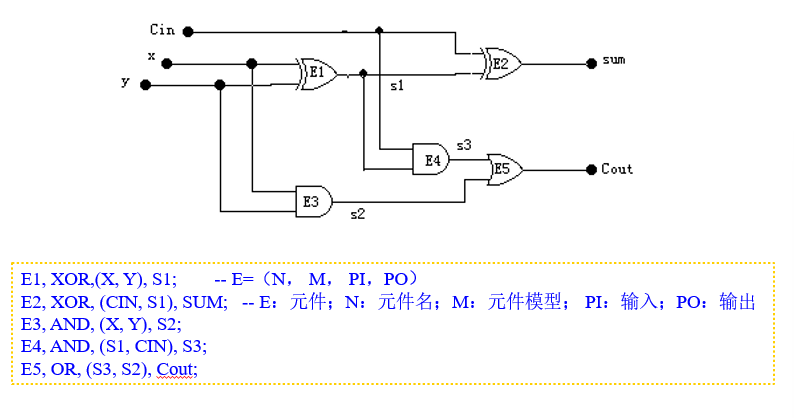 Cin
x
y
E1
s1
E2
sum
E4
s3
E5
Cout
E3
s2
E1, XOR,(X, Y), S1; -- E=（N， M， PI，PO）
E2, XOR, (CIN, S1), SUM; -- E：元件；N：元件名；M：元件模型； PI：输入；PO：输出
E3, AND, (X, Y), S2;
E4, AND, (S1, CIN), S3;
E5, OR, (S3, S2), Cout;